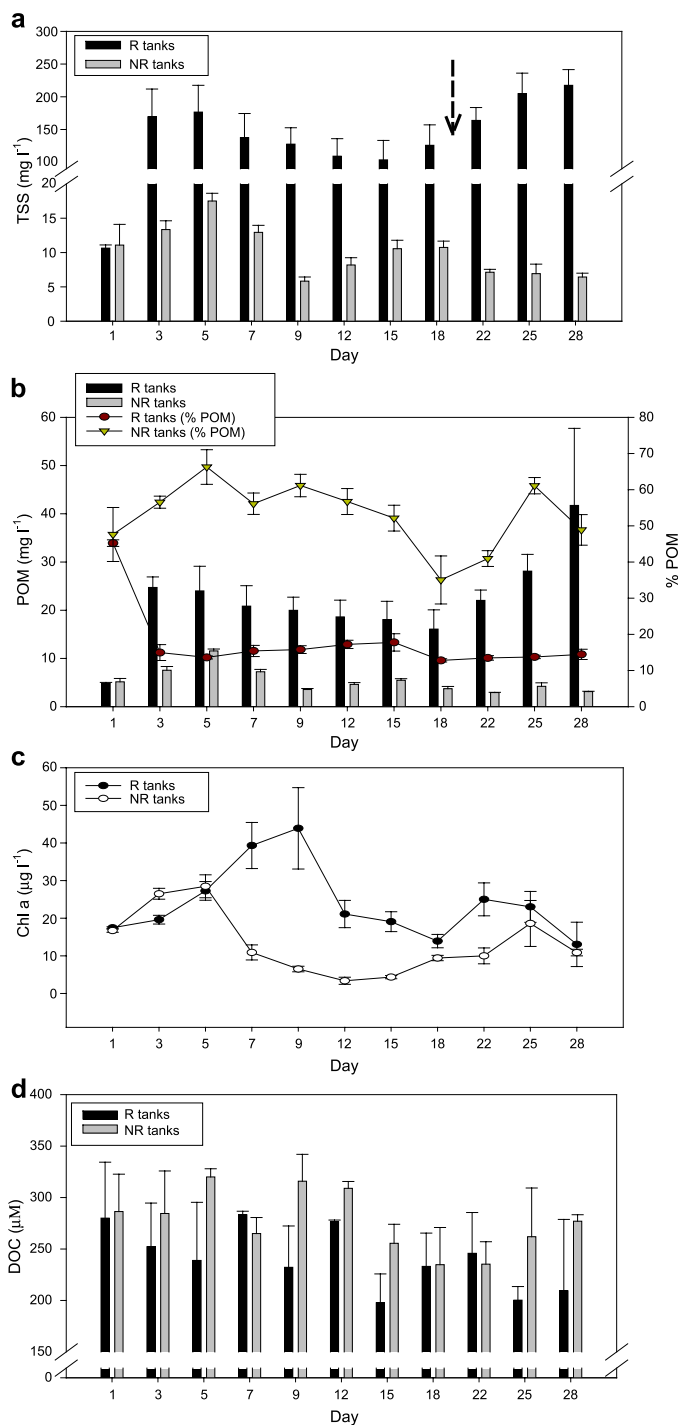 a
R tanks
NR tanks
TSS (mg l-1)
300
250
200
150
100
20
15
10
5
0
1 3 5 7 9 12 15 18 22 25 28
Day
b
R tanks
NR tanks
R tanks (% POM)
NR tanks (% POM)
POM (mg l-1)
60
50
40
30
20
10
0
% POM
80
70
60
50
40
30
20
10
0
1 3 5 7 9 12 15 18 22 25 28
Day
c
R tanks
NR tanks
Chl a (µg l-1)
60
50
40
30
20
10
0
1 3 5 7 9 12 15 18 22 25 28
Day
d
R tanks
NR tanks
DOC (µM)
400
350
300
250
200
150
0
1 3 5 7 9 12 15 18 22 25 28
Day